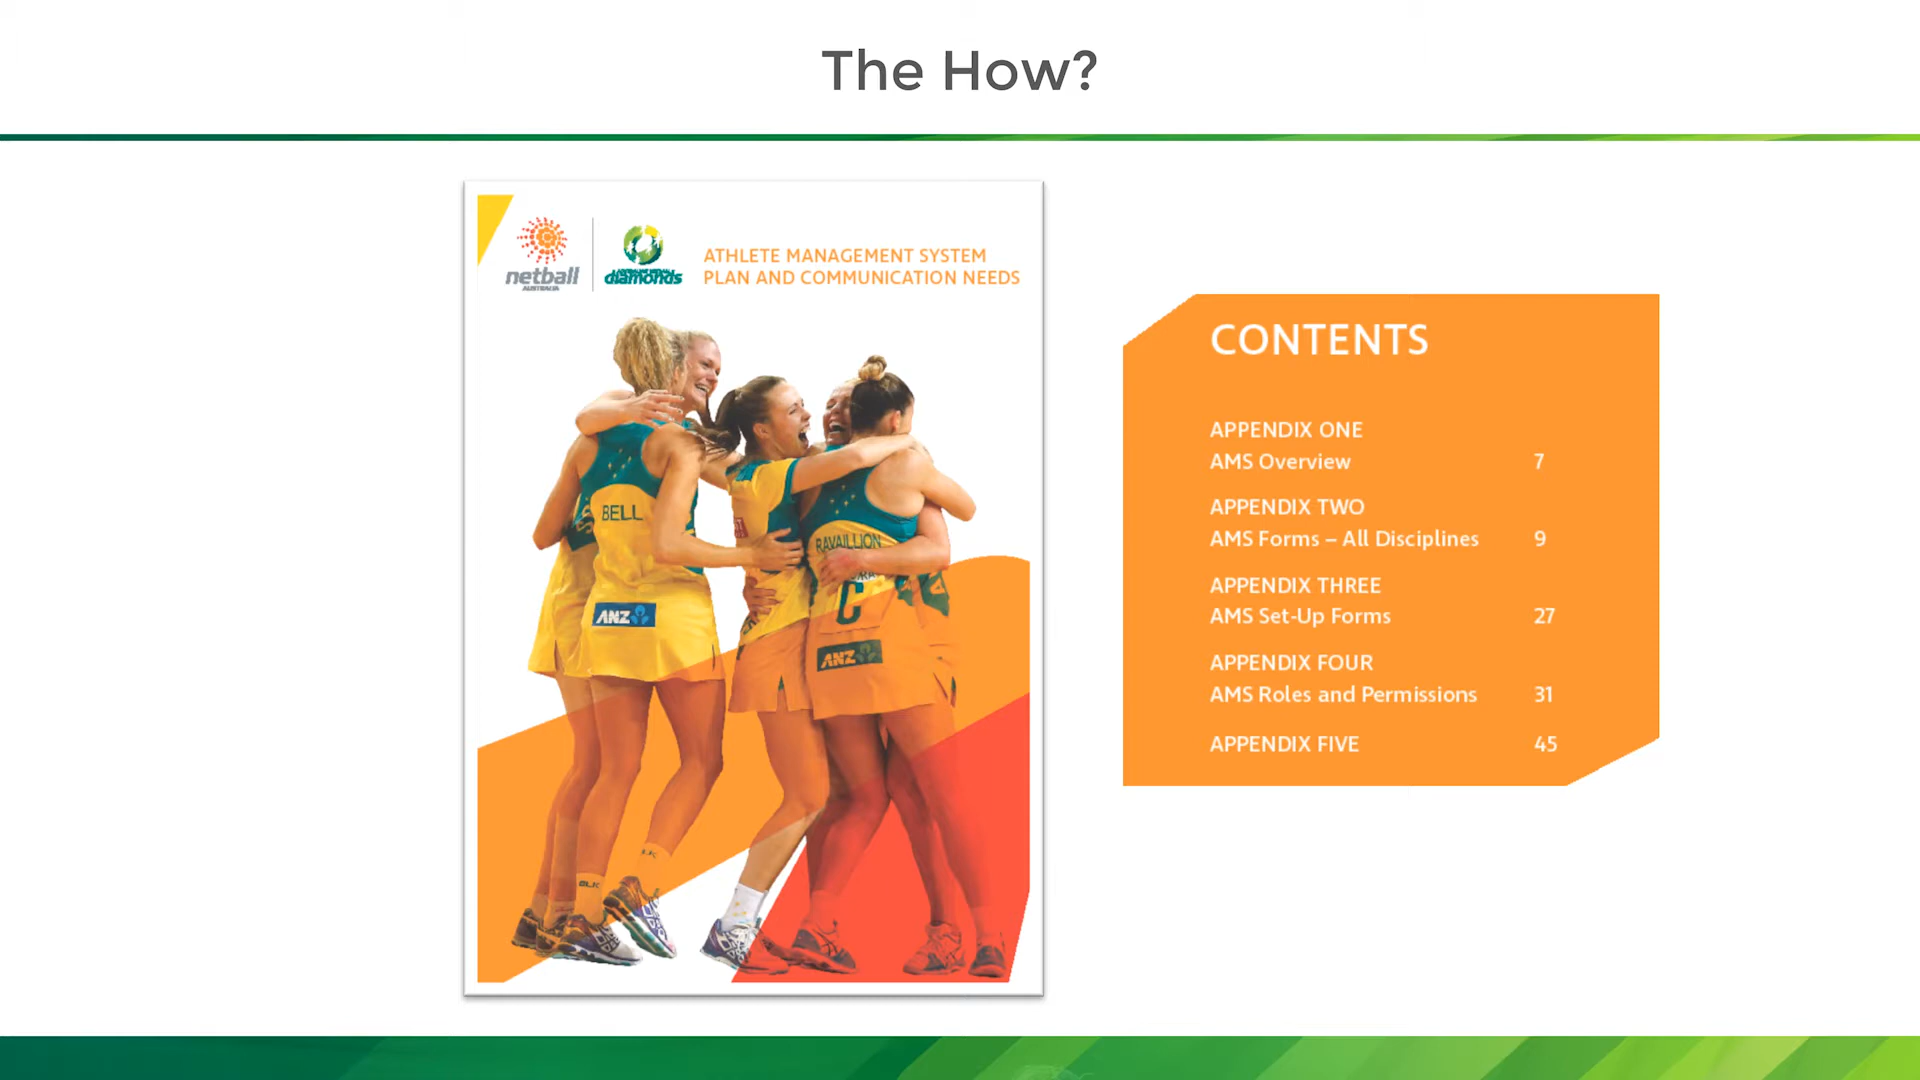 The How?
netball
AUSTRALIA
diamonds
ATHLETE MANAGEMENT SYSTEM
PLAN AND COMMUNICATION NEEDS
BELL
RAVAILLION
C
ANZ
ANZ
BLK
CONTENTS
APPENDIX ONE
AMS Overview 7
APPENDIX TWO
AMS Forms – All Disciplines 9
APPENDIX THREE
AMS Set-Up Forms 27
APPENDIX FOUR
AMS Roles and Permissions 31
APPENDIX FIVE 45